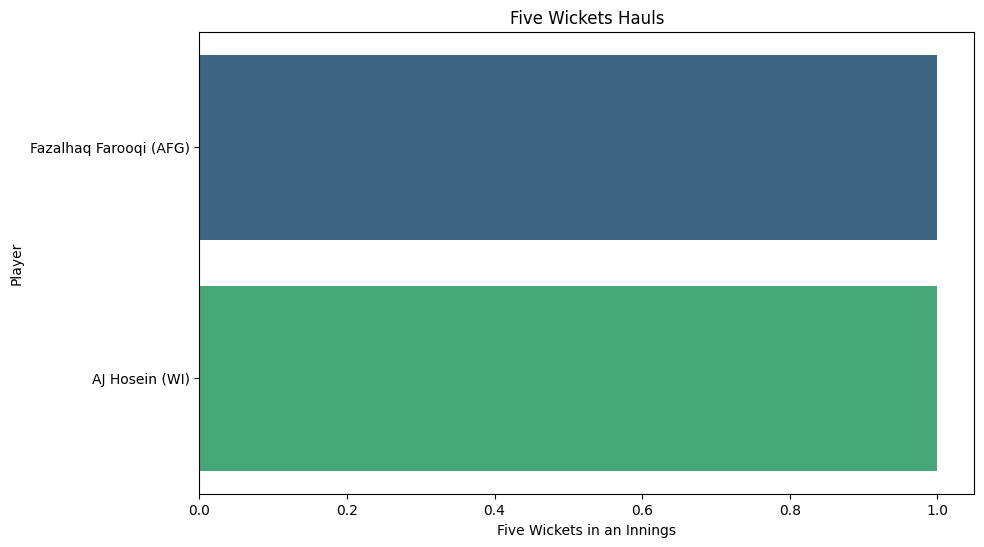 Five Wickets Hauls
Player
Fazalhaq Farooqi (AFG)
AJ Hosein (WI)
0.0 0.2 0.4 0.6 0.8 1.0
Five Wickets in an Innings